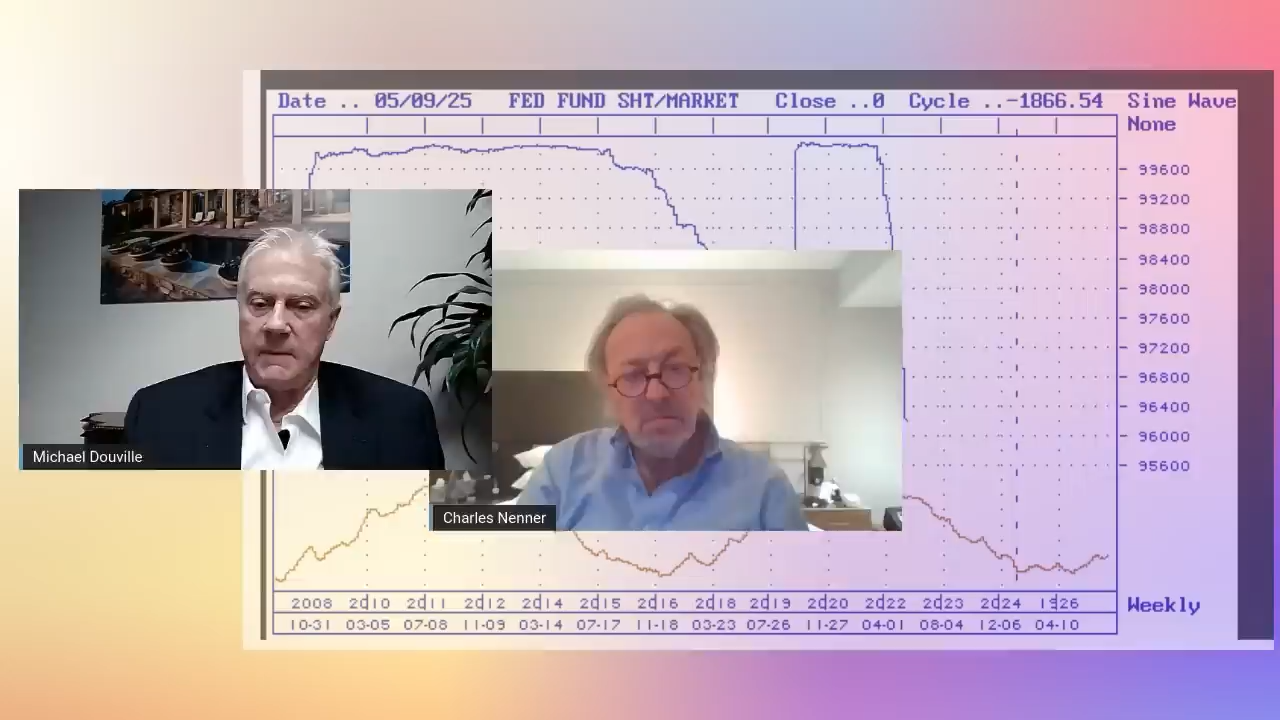 Date .. 05/09/25 FED FUND SHT/MARKET Close ..0 Cycle ..-1866.54 Sine Wave
None
99600
99200
98800
98400
98000
97600
97200
96800
96400
96000
95600
Michael Douville
Charles Nenner
2008 2010 2011 2012 2014 2015 2016 2018 2019 2020 2022 2023 2024 1926
Weekly
10-31 03-05 07-08 11-09 03-14 07-17 11-18 03-23 07-26 11-27 04-01 08-04 12-06 04-10